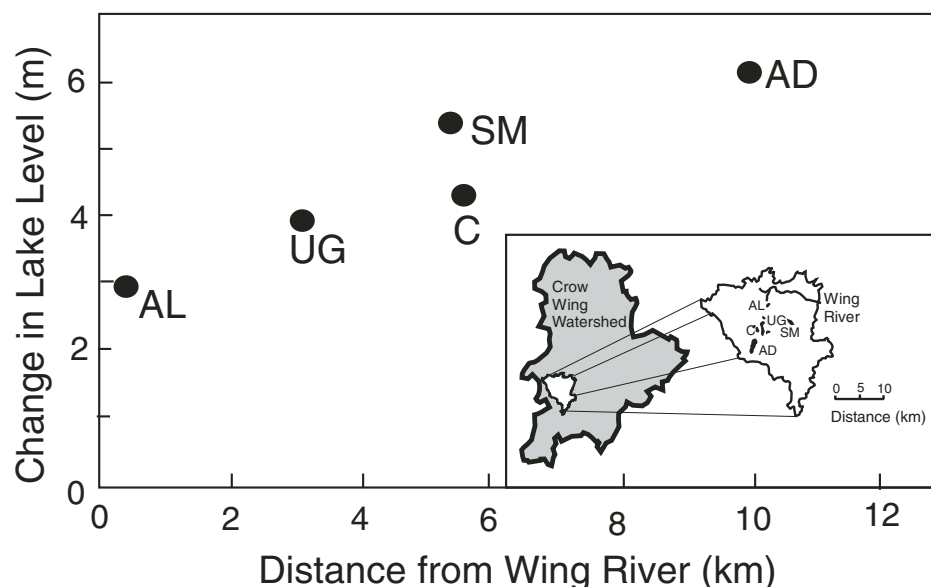 Change in Lake Level (m)
6
4
2
0
AD
SM
C
UG
AL
Crow
Wing
Watershed
Wing
River
AL
UG
C
SM
AD
0 5 10
Distance (km)
0 2 4 6 8 10 12
Distance from Wing River (km)